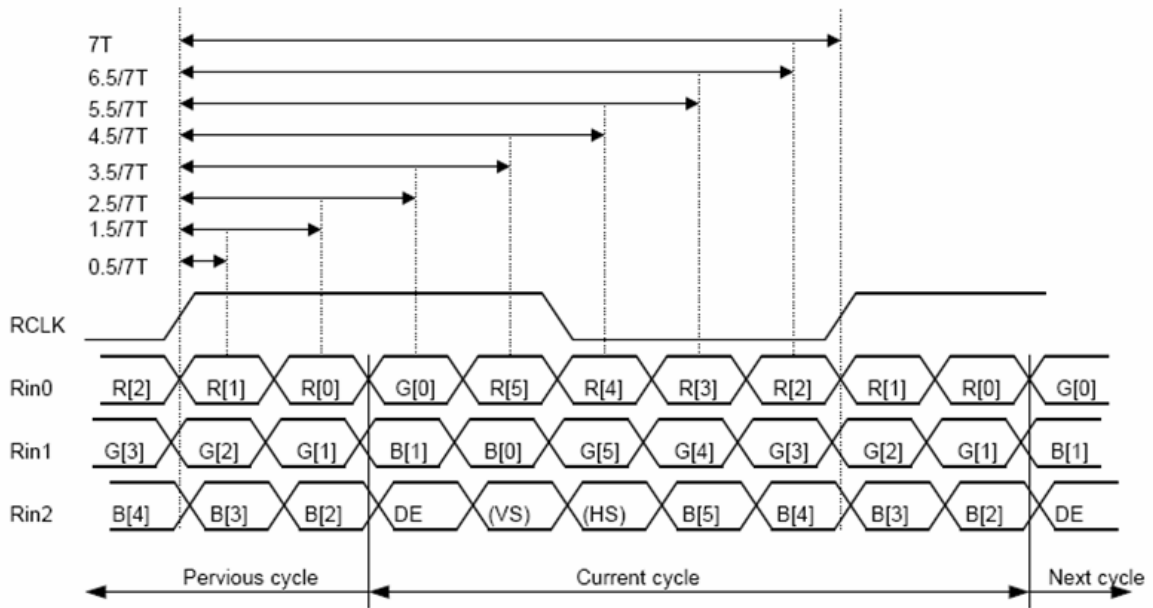 7T
6.5/7T
5.5/7T
4.5/7T
3.5/7T
2.5/7T
1.5/7T
0.5/7T
RCLK
Rin0 R[2] R[1] R[0] G[0] R[5] R[4] R[3] R[2] R[1] R[0] G[0]
Rin1 G[3] G[2] G[1] B[1] B[0] G[5] G[4] G[3] G[2] G[1] B[1]
Rin2 B[4] B[3] B[2] DE (VS) (HS) B[5] B[4] B[3] B[2] DE
Pervious cycle Current cycle Next cycle